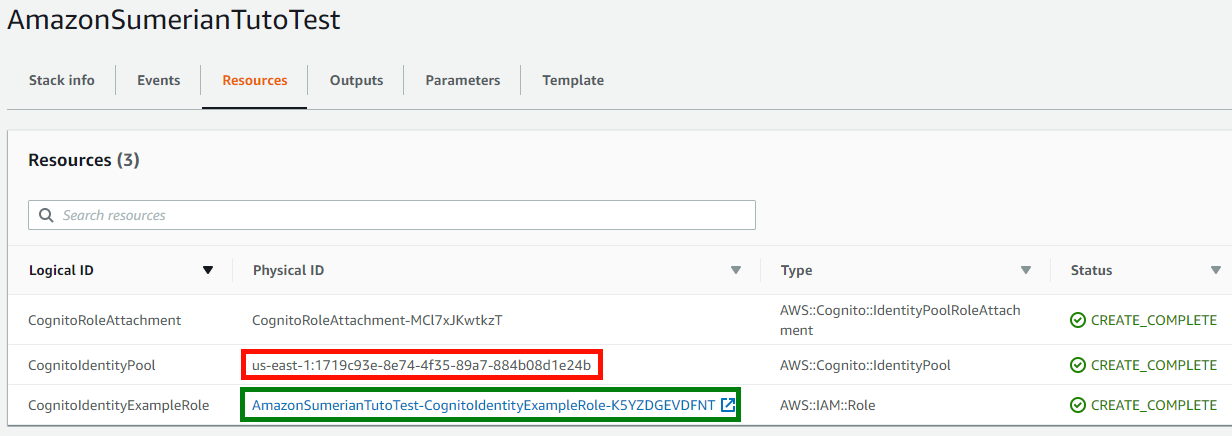 AmazonSumerianTutoTest
Stack info Events Resources Outputs Parameters Template
Resources (3)
Search resources
Logical ID Physical ID Type Status
CognitoRoleAttachment CognitoRoleAttachment-MCl7xJKwtkzT AWS::Cognito::IdentityPoolRoleAttach CREATE_COMPLETE
ment
CognitoIdentityPool us-east-1:1719c93e-8e74-4f35-89a7-884b08d1e24b AWS::Cognito::IdentityPool CREATE_COMPLETE
CognitoIdentityExampleRole AmazonSumerianTutoTest-CognitoIdentityExampleRole-K5YZDGEVDFNT AWS::IAM::Role CREATE_COMPLETE